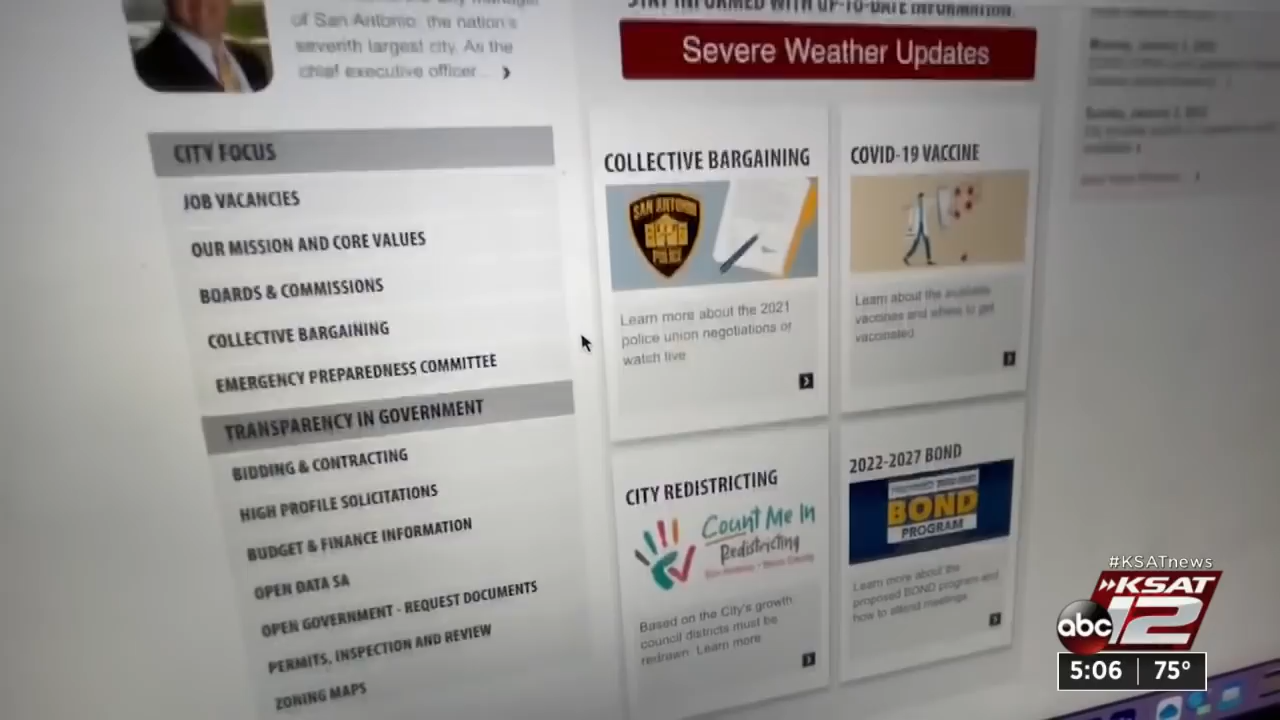 of San Antonio, the nation's
seventh largest city. As the
chief executive officer...
STAY INFORMED WITH UP-TO-DATE INFORMATION.
Severe Weather Updates
CITY FOCUS
JOB VACANCIES
OUR MISSION AND CORE VALUES
BOARDS & COMMISSIONS
COLLECTIVE BARGAINING
EMERGENCY PREPAREDNESS COMMITTEE
TRANSPARENCY IN GOVERNMENT
BIDDING & CONTRACTING
HIGH PROFILE SOLICITATIONS
BUDGET & FINANCE INFORMATION
OPEN DATA SA
OPEN GOVERNMENT - REQUEST DOCUMENTS
PERMITS, INSPECTION AND REVIEW
ZONING MAPS
COLLECTIVE BARGAINING
SAN ANTONIO
POLICE
Learn more about the 2021
police union negotiations or
watch live
COVID-19 VACCINE
Learn about the available
vaccines and where to get
vaccinated
CITY REDISTRICTING
Count Me In
Redistricting
Based on the City's growth,
council districts must be
redrawn. Learn more.
2022-2027 BOND
BOND
PROGRAM
Learn more about the
proposed BOND program and
how to attend meetings
#KSATnews
KSAT
abc 12
5:06 75°